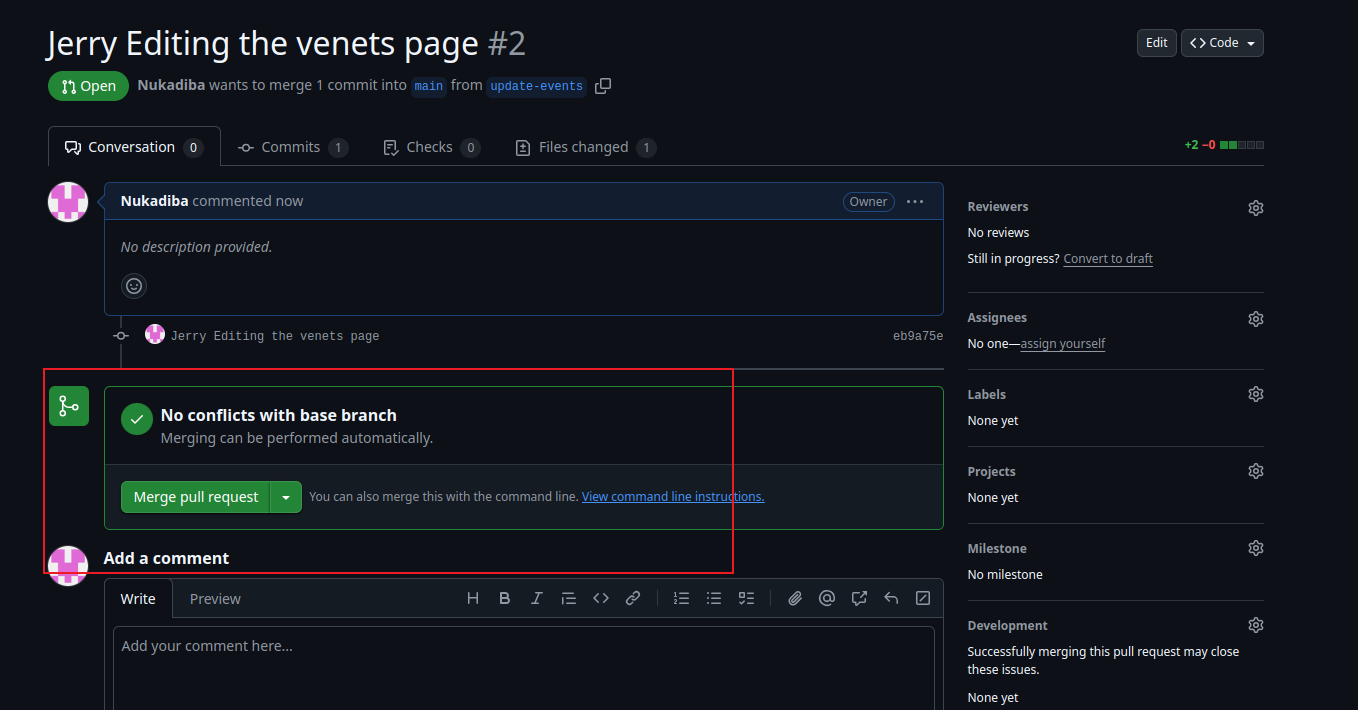 Jerry Editing the venets page #2
Edit
<> Code
Open
Nukadiba wants to merge 1 commit into main from update-events
Conversation 0
Commits 1
Checks 0
Files changed 1
+2 −0
Nukadiba commented now
Owner
No description provided.
Jerry Editing the venets page
eb9a75e
No conflicts with base branch
Merging can be performed automatically.
Merge pull request
You can also merge this with the command line. View command line instructions.
Add a comment
Write
Preview
Add your comment here...
Reviewers
No reviews
Still in progress? Convert to draft
Assignees
No one—assign yourself
Labels
None yet
Projects
None yet
Milestone
No milestone
Development
Successfully merging this pull request may close
these issues.
None yet